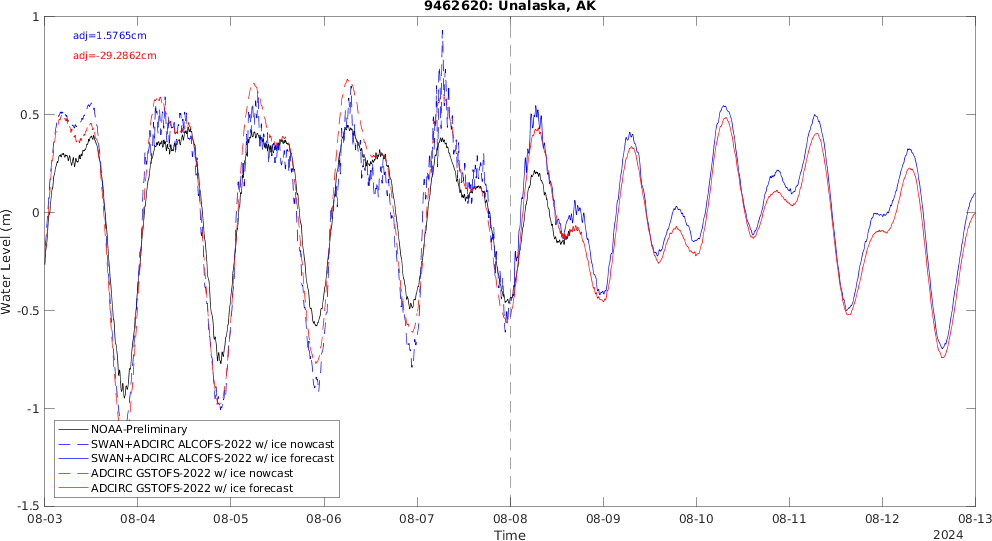 9462620: Unalaska, AK
adj=1.5765cm
adj=-29.2862cm
Water Level (m)
1
0.5
0
-0.5
-1
-1.5
NOAA-Preliminary
SWAN+ADCIRC ALCOFS-2022 w/ ice nowcast
SWAN+ADCIRC ALCOFS-2022 w/ ice forecast
ADCIRC GSTOFS-2022 w/ ice nowcast
ADCIRC GSTOFS-2022 w/ ice forecast
08-03 08-04 08-05 08-06 08-07 08-08 08-09 08-10 08-11 08-12 08-13
Time
2024